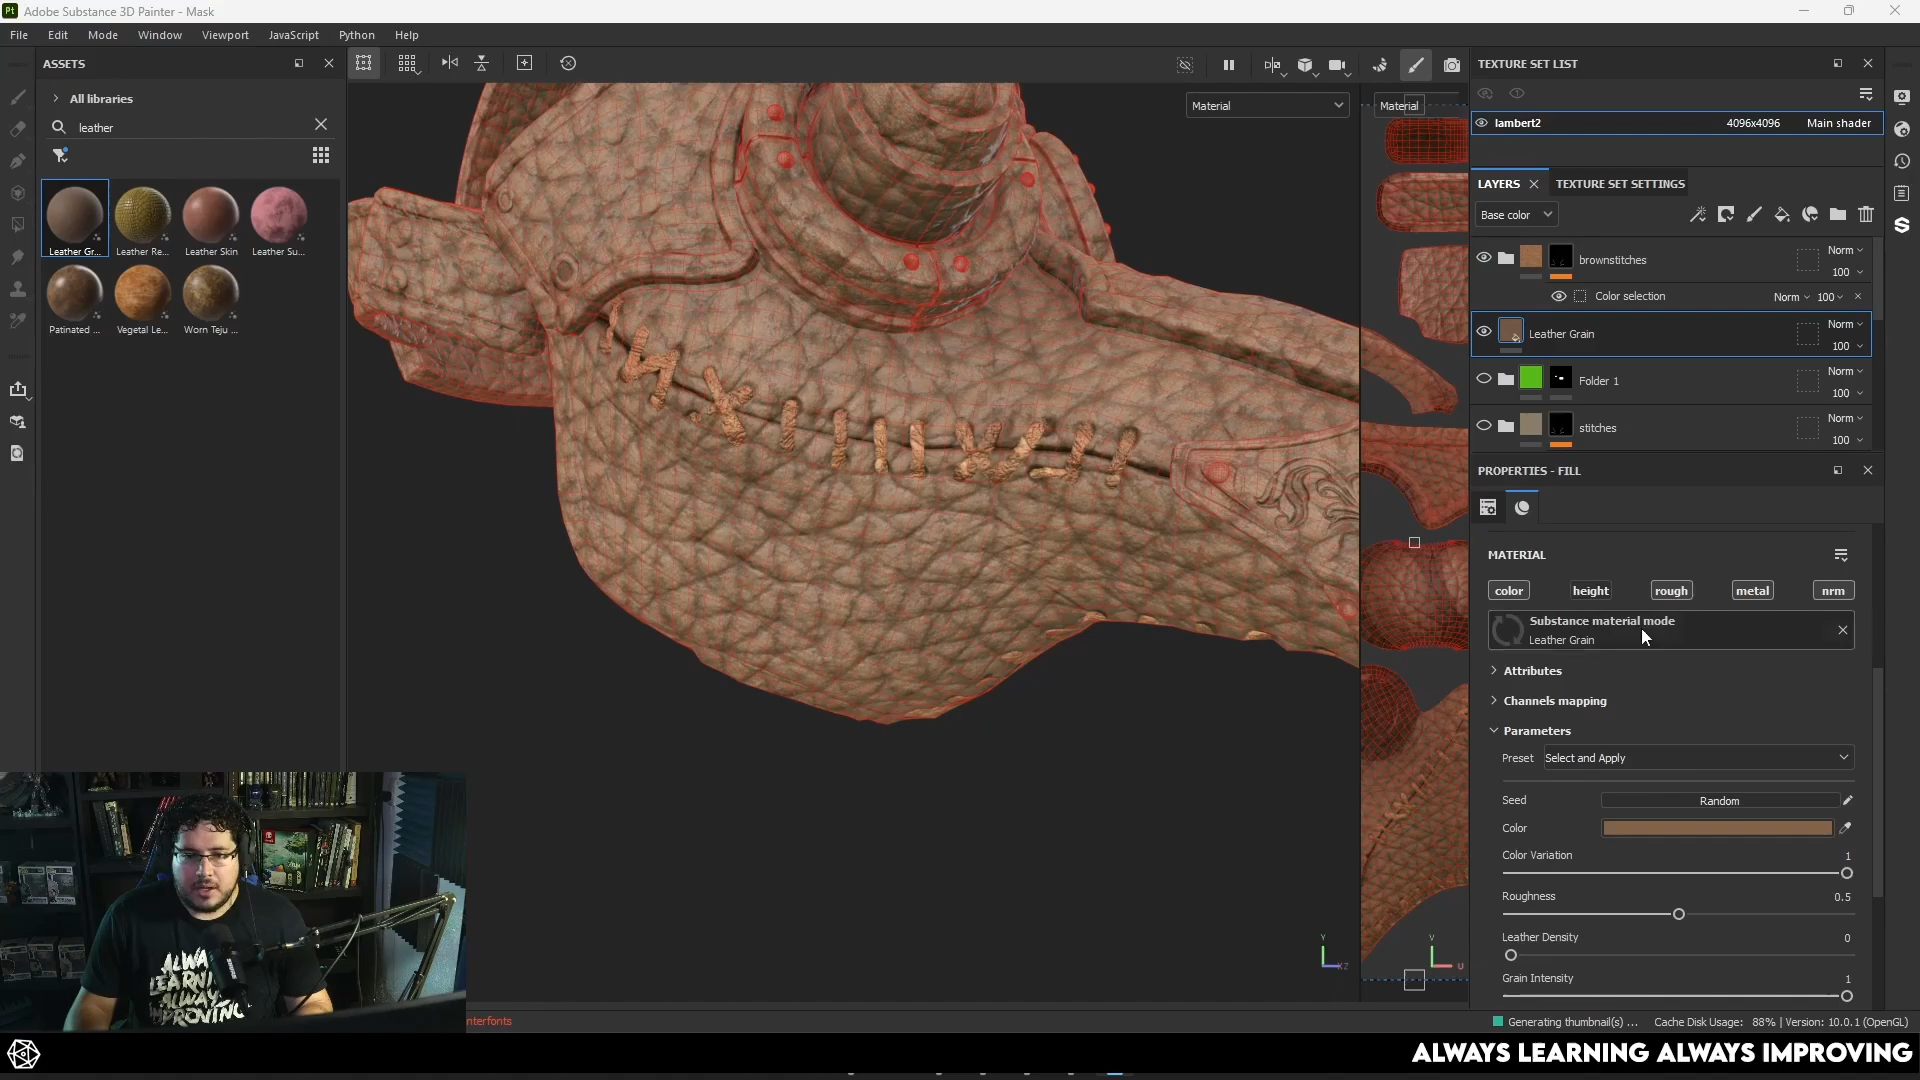 Adobe Substance 3D Painter - Mask
File Edit Mode Window Viewport JavaScript Python Help
ASSETS
All libraries
leather
Leather Gr...
Leather Re...
Leather Skin
Leather Su...
Patinated ...
Vegetal Le...
Worn Teju ...
Material
Material
TEXTURE SET LIST
lambert2 4096x4096 Main shader
LAYERS TEXTURE SET SETTINGS
Base color
brownstitches Norm
100
Color selection Norm 100
Leather Grain Norm
100
Folder 1 Norm
100
stitches Norm
100
PROPERTIES - FILL
MATERIAL
color height rough metal nrm
Substance material mode
Leather Grain
Attributes
Channels mapping
Parameters
Preset Select and Apply
Seed Random
Color
Color Variation 1
Roughness 0.5
Leather Density 0
Grain Intensity 1
ALWA
LEARNI
ALWAY
IMPROVING
nterfonts
Generating thumbnail(s) ... Cache Disk Usage: 88% | Version: 10.0.1 (OpenGL)
ALWAYS LEARNING ALWAYS IMPROVING